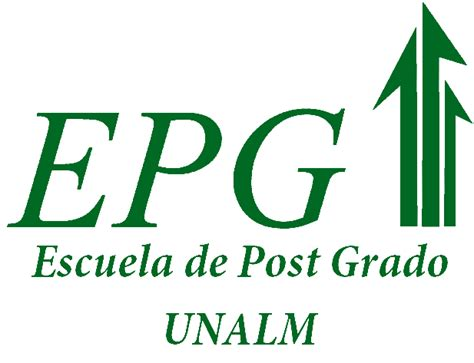 EPG
Escuela de Post Grado
UNALM